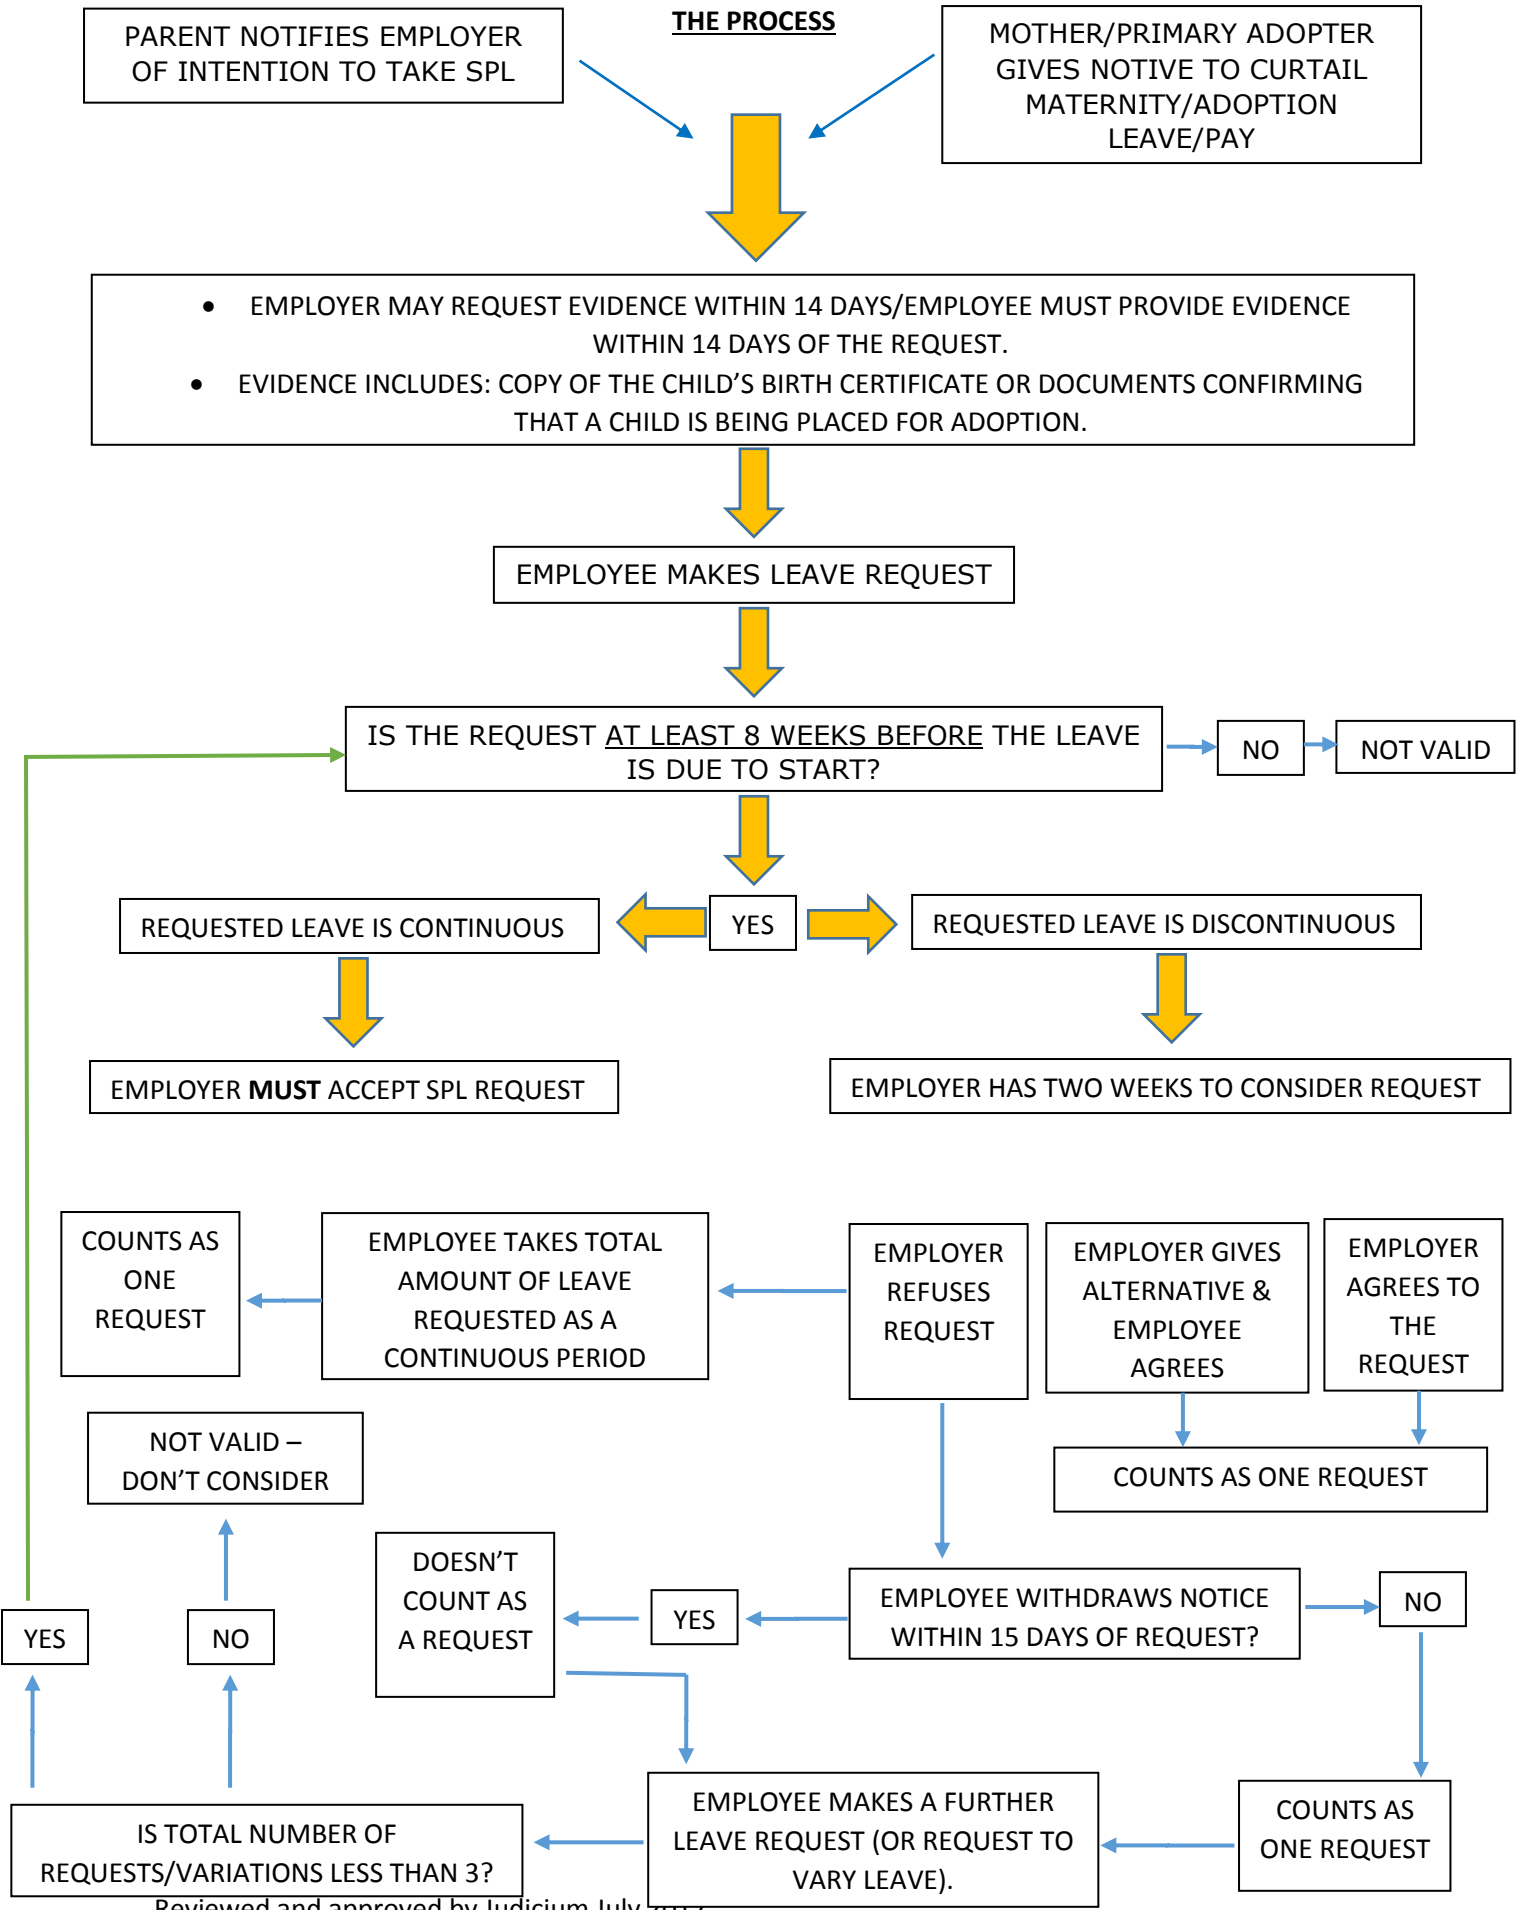 THE PROCESS
PARENT NOTIFIES EMPLOYER
OF INTENTION TO TAKE SPL
MOTHER/PRIMARY ADOPTER
GIVES NOTIVE TO CURTAIL
MATERNITY/ADOPTION
LEAVE/PAY
• EMPLOYER MAY REQUEST EVIDENCE WITHIN 14 DAYS/EMPLOYEE MUST PROVIDE EVIDENCE
WITHIN 14 DAYS OF THE REQUEST.
• EVIDENCE INCLUDES: COPY OF THE CHILD’S BIRTH CERTIFICATE OR DOCUMENTS CONFIRMING
THAT A CHILD IS BEING PLACED FOR ADOPTION.
EMPLOYEE MAKES LEAVE REQUEST
IS THE REQUEST AT LEAST 8 WEEKS BEFORE THE LEAVE
IS DUE TO START?
NO
NOT VALID
YES
REQUESTED LEAVE IS CONTINUOUS
REQUESTED LEAVE IS DISCONTINUOUS
EMPLOYER MUST ACCEPT SPL REQUEST
EMPLOYER HAS TWO WEEKS TO CONSIDER REQUEST
COUNTS AS
ONE
REQUEST
EMPLOYEE TAKES TOTAL
AMOUNT OF LEAVE
REQUESTED AS A
CONTINUOUS PERIOD
EMPLOYER
REFUSES
REQUEST
EMPLOYER GIVES
ALTERNATIVE &
EMPLOYEE
AGREES
EMPLOYER
AGREES TO
THE
REQUEST
NOT VALID –
DON’T CONSIDER
COUNTS AS ONE REQUEST
DOESN’T
COUNT AS
A REQUEST
YES
EMPLOYEE WITHDRAWS NOTICE
WITHIN 15 DAYS OF REQUEST?
NO
YES
NO
IS TOTAL NUMBER OF
REQUESTS/VARIATIONS LESS THAN 3?
EMPLOYEE MAKES A FURTHER
LEAVE REQUEST (OR REQUEST TO
VARY LEAVE).
COUNTS AS
ONE REQUEST
Reviewed and approved by Judicium July